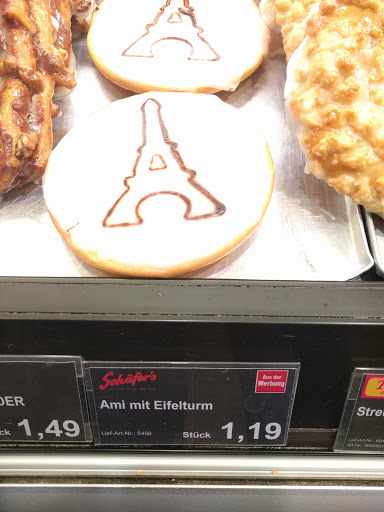 DER
ck 1,49
Schäfer's
Aus der
Werbung
Ami mit Eifelturm
Lief-Art-Nr.: 5456
Stück 1,19
Stre